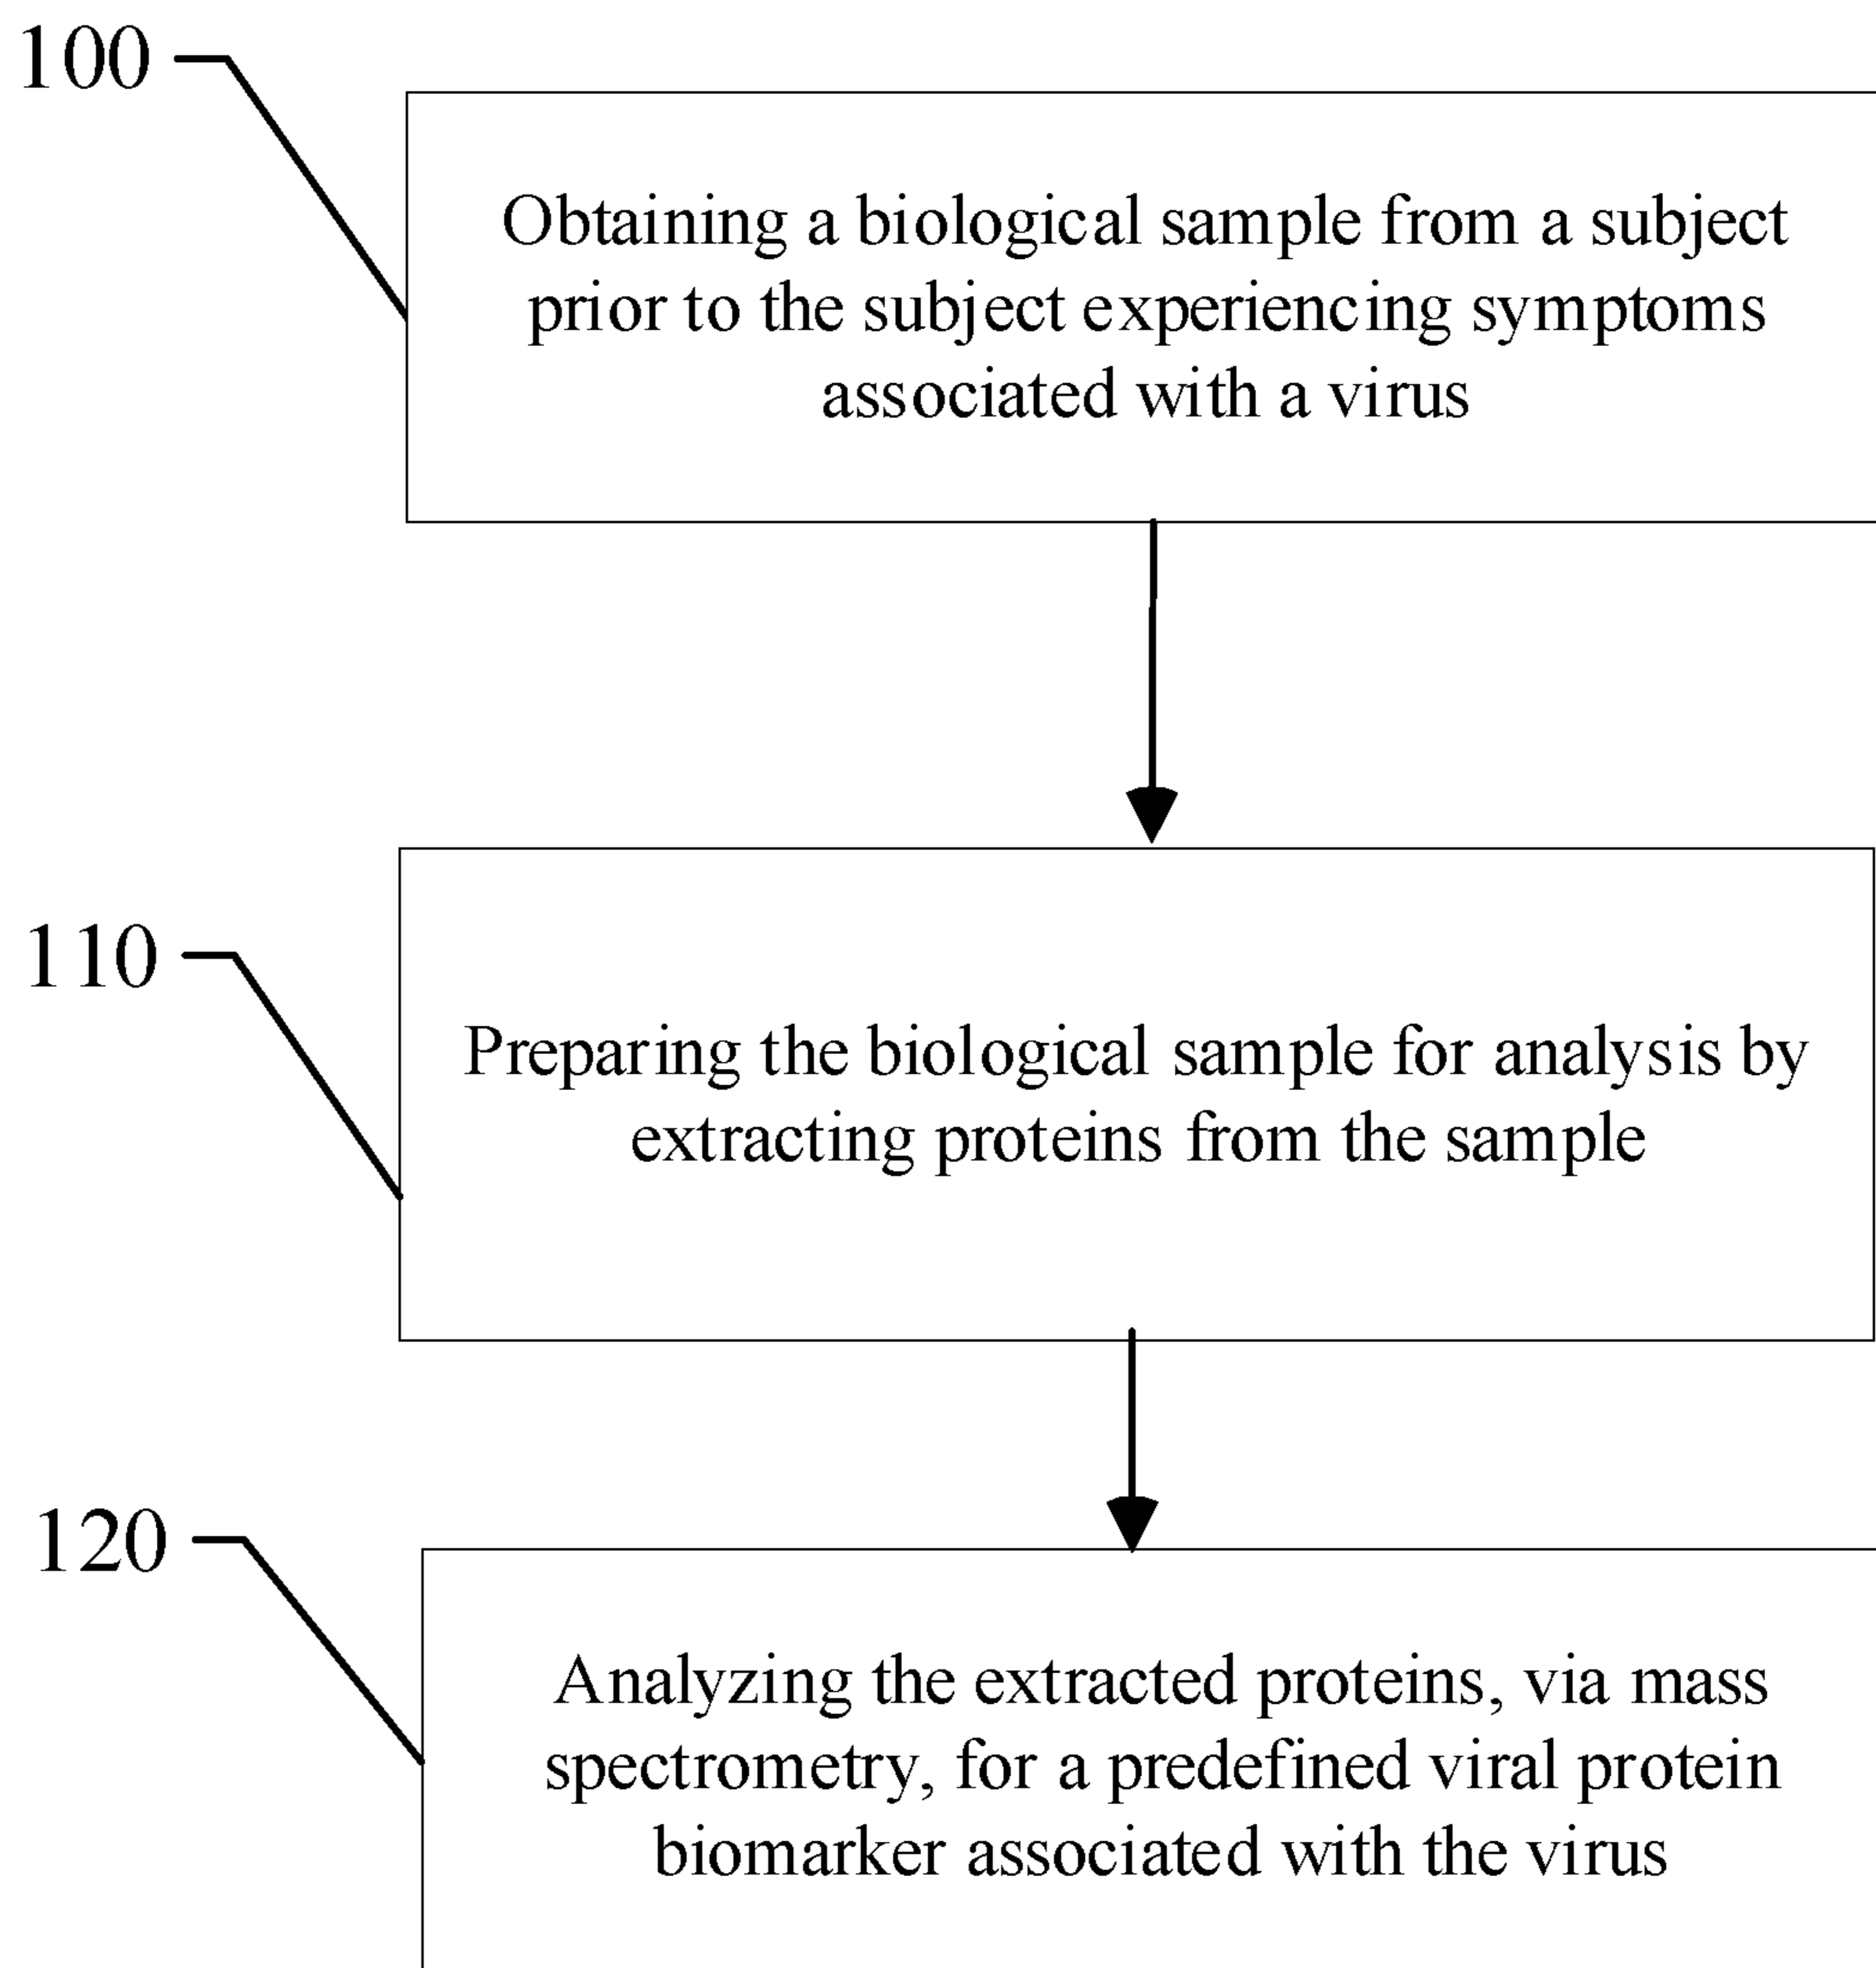 100
Obtaining a biological sample from a subject
prior to the subject experiencing symptoms
associated with a virus
110
Preparing the biological sample for analysis by
extracting proteins from the sample
120
Analyzing the extracted proteins, via mass
spectrometry, for a predefined viral protein
biomarker associated with the virus